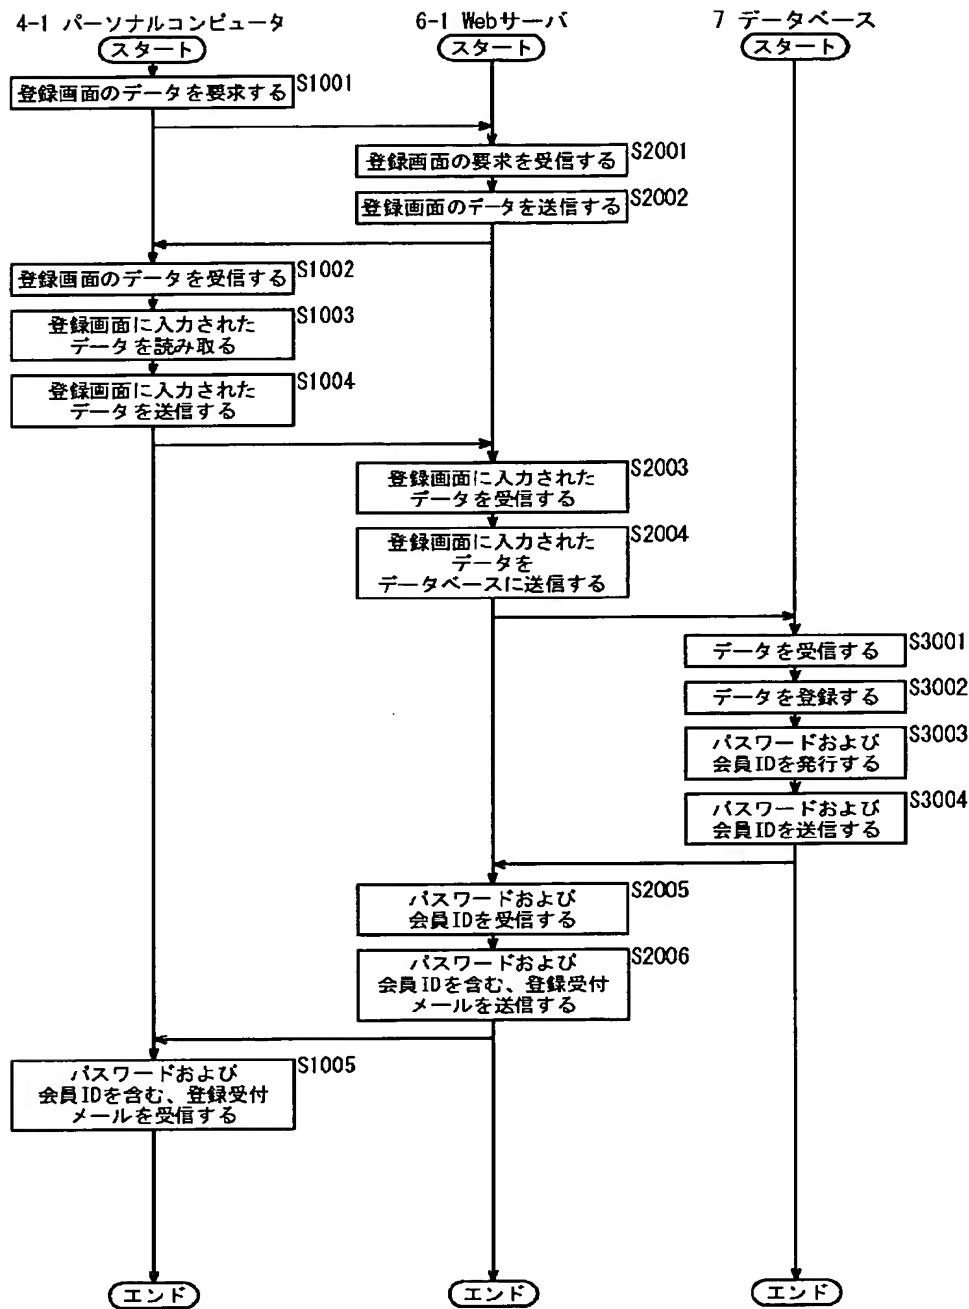 4-1 パーソナルコンピュータ
6-1 Webサーバ
7 データベース
スタート
スタート
スタート
登録画面のデータを要求する
S1001
登録画面の要求を受信する
S2001
登録画面のデータを送信する
S2002
登録画面のデータを受信する
S1002
登録画面に入力された
データを読み取る
S1003
登録画面に入力された
データを送信する
S1004
登録画面に入力された
データを受信する
S2003
登録画面に入力された
データを
データベースに送信する
S2004
データを受信する
S3001
データを登録する
S3002
パスワードおよび
会員IDを発行する
S3003
パスワードおよび
会員IDを送信する
S3004
パスワードおよび
会員IDを受信する
S2005
パスワードおよび
会員IDを含む、登録受付
メールを送信する
S2006
パスワードおよび
会員IDを含む、登録受付
メールを受信する
S1005
エンド
エンド
エンド